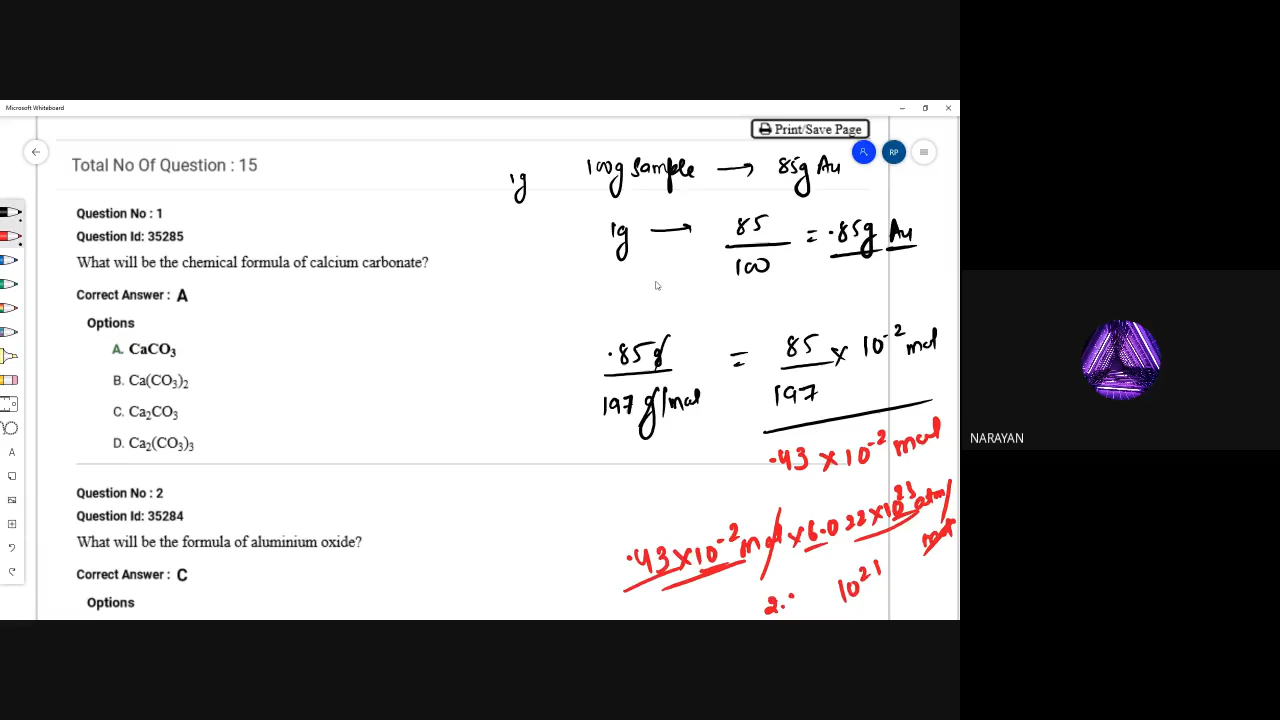 Microsoft Whiteboard
Print/Save Page
Total No Of Question : 15
RP
1g
100g sample → 85g Au
Question No : 1
Question Id: 35285
What will be the chemical formula of calcium carbonate?
1g → 85/100 = .85g Au
Correct Answer : A
Options
A. CaCO₃
B. Ca(CO₃)₂
C. Ca₂CO₃
D. Ca₂(CO₃)₃
.85g/197 g/mol = 85/197 × 10⁻² mol
.43 × 10⁻² mol
Question No : 2
Question Id: 35284
What will be the formula of aluminium oxide?
Correct Answer : C
Options
.43×10⁻² mol ×6.022×10²³ atm/
2.
10²¹
A
NARAYAN